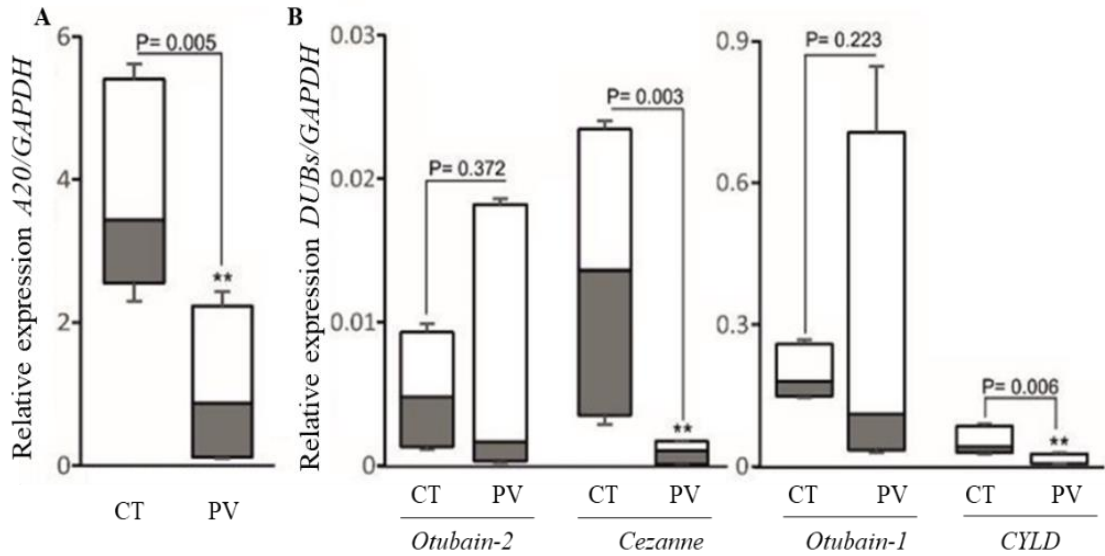 A
Relative expression A20/GAPDH
6
4
2
0
P= 0.005
**
CT PV
B
Relative expression DUBs/GAPDH
0.03
0.02
0.01
0
P= 0.372
P= 0.003
**
CT PV CT PV
Otubain-2 Cezanne
0.9
0.6
0.3
0
P= 0.223
P= 0.006
**
CT PV CT PV
Otubain-1 CYLD